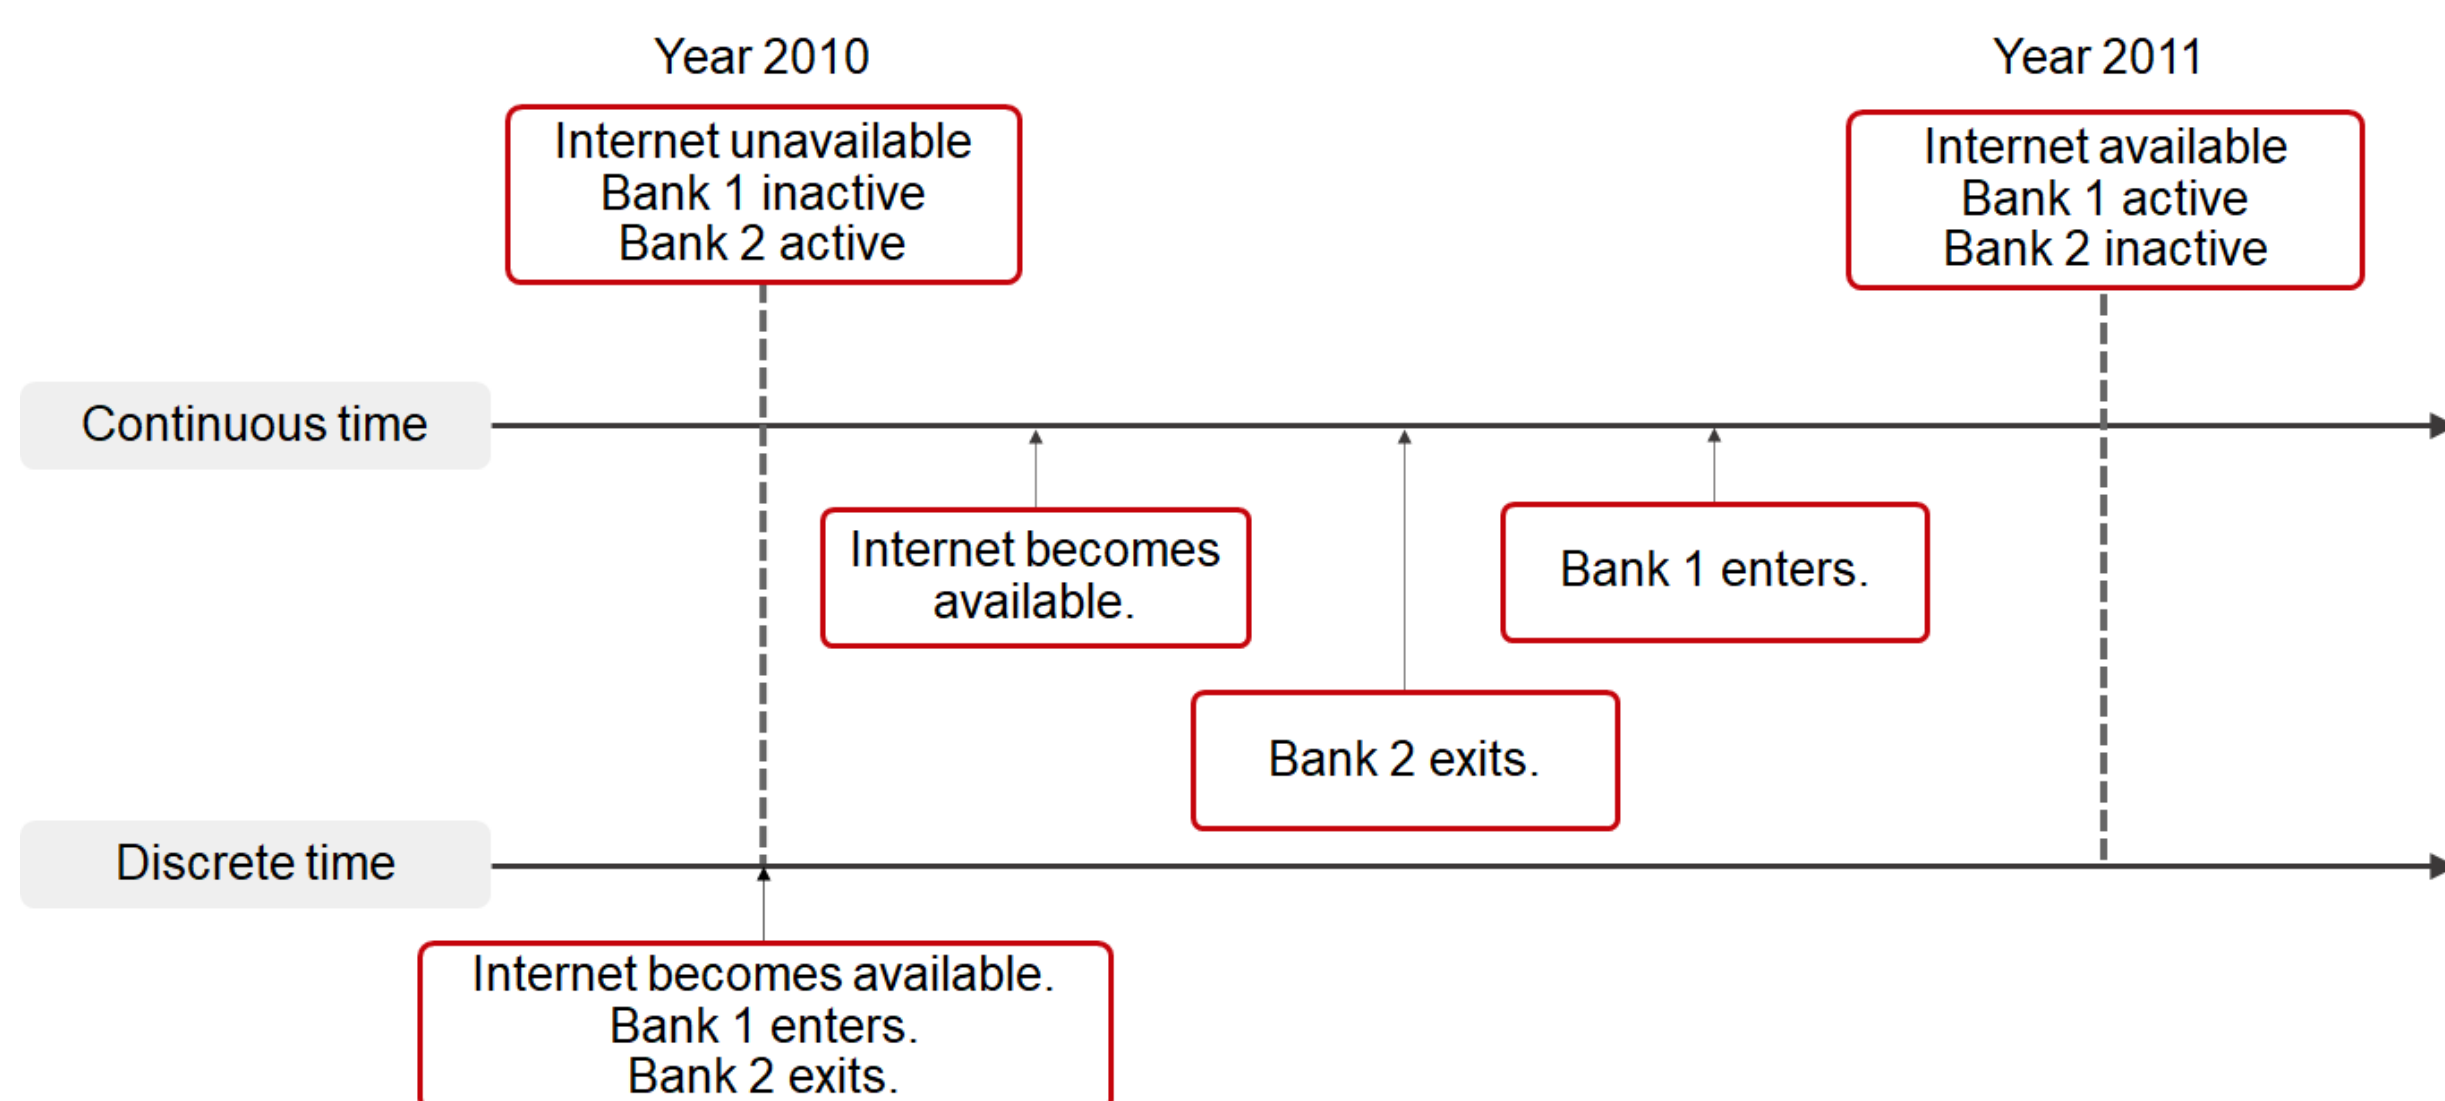 Year 2010
Internet unavailable
Bank 1 inactive
Bank 2 active
Year 2011
Internet available
Bank 1 active
Bank 2 inactive
Continuous time
Internet becomes
available.
Bank 1 enters.
Bank 2 exits.
Discrete time
Internet becomes available.
Bank 1 enters.
Bank 2 exits.